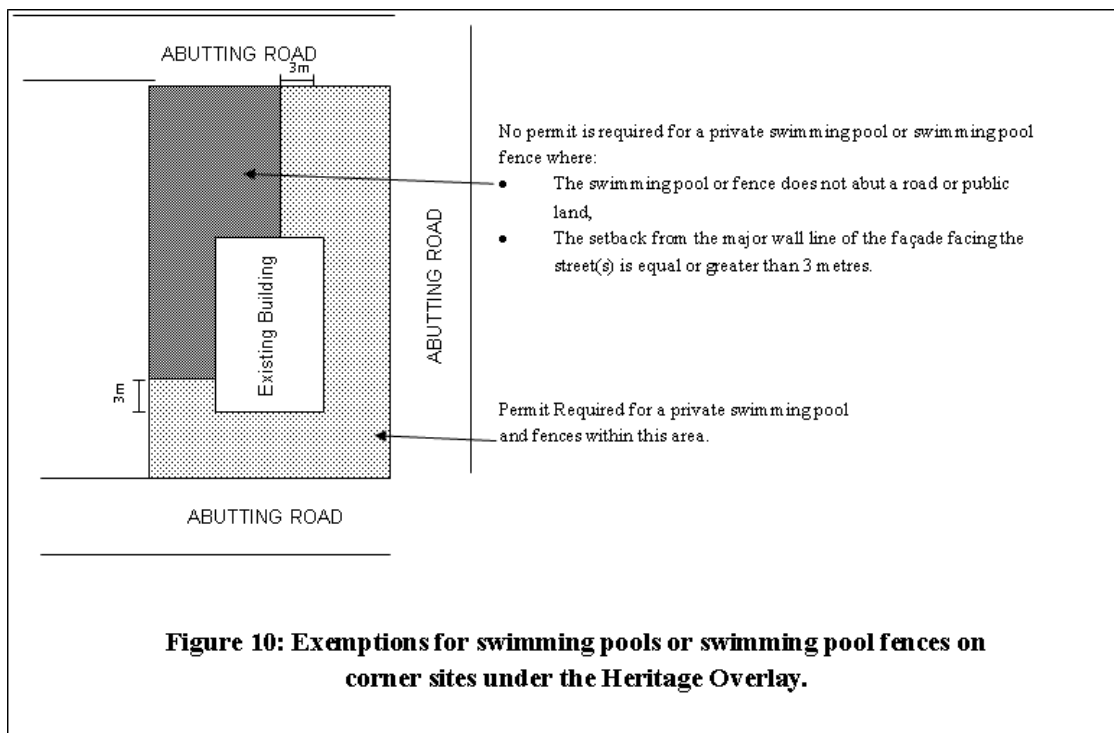 ABUTTING ROAD
3m
No permit is required for a private swimming pool or swimming pool
fence where:
• The swimming pool or fence does not abut a road or public
land,
• The setback from the major wall line of the façade facing the
street(s) is equal or greater than 3 metres.
ABUTTING ROAD
Existing Building
3m
Permit Required for a private swimming pool
and fences within this area.
ABUTTING ROAD
Figure 10: Exemptions for swimming pools or swimming pool fences on
corner sites under the Heritage Overlay.